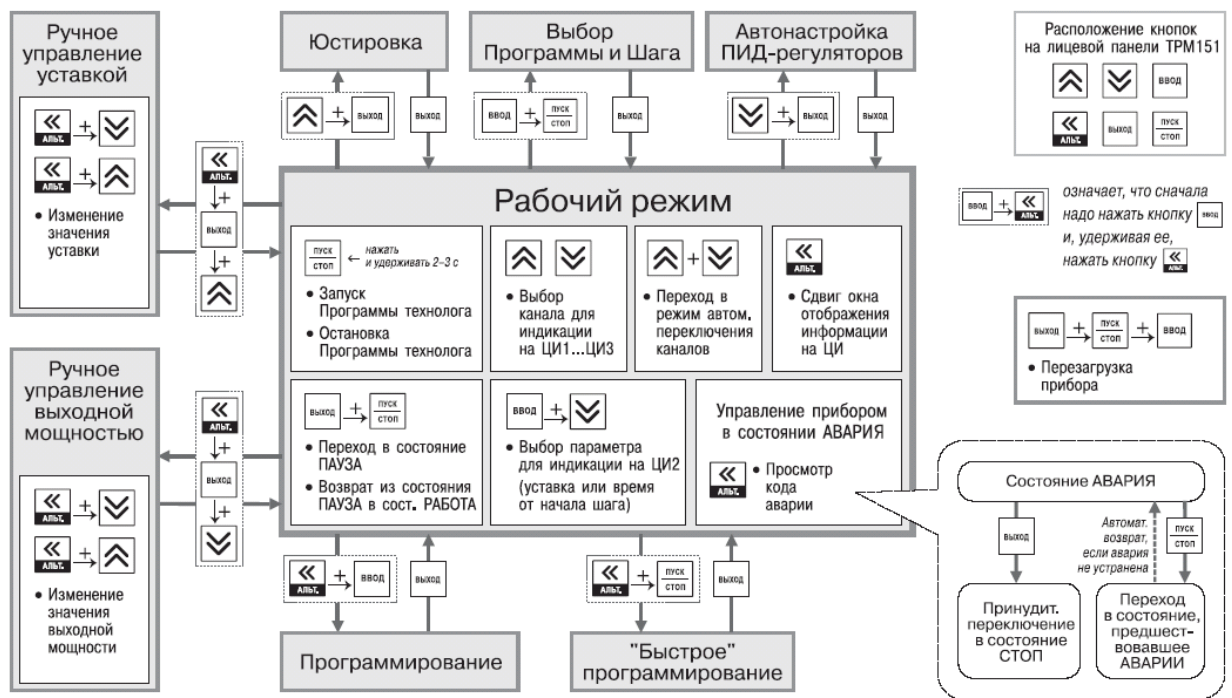 Ручное
управление
уставкой
«
АЛЬТ.
+
«
АЛЬТ.
+
• Изменение
значения
уставки
«
АЛЬТ.
+
ВЫХОД
+
Юстировка
+
ВЫХОД
ВЫХОД
Выбор
Программы и Шага
ВВОД
+
ПУСК
СТОП
ВЫХОД
Автонастройка
ПИД-регуляторов
+
ВЫХОД
ВЫХОД
Расположение кнопок
на лицевой панели ТРМ151
ВВОД
«
АЛЬТ.
ВЫХОД
ПУСК
СТОП
ВВОД
+
«
АЛЬТ.
означает, что сначала
надо нажать кнопку ВВОД
и, удерживая ее,
нажать кнопку « АЛЬТ.
ВЫХОД
+
ПУСК
СТОП
+
ВВОД
• Перезагрузка
прибора
Рабочий режим
ПУСК
СТОП
← нажать
и удерживать 2–3 с
• Запуск
Программы технолога
• Остановка
Программы технолога
• Выбор
канала для
индикации
на ЦИ1...ЦИ3
+
• Переход в
режим автом.
переключения
каналов
«
АЛЬТ.
• Сдвиг окна
отображения
информации
на ЦИ
ВЫХОД
+
ПУСК
СТОП
• Переход в состояние
ПАУЗА
• Возврат из состояния
ПАУЗА в сост. РАБОТА
ВВОД
+
• Выбор параметра
для индикации на ЦИ2
(уставка или время
от начала шага)
Управление прибором
в состоянии АВАРИЯ
«
АЛЬТ.
• Просмотр
кода
аварии
Ручное
управление
выходной
мощностью
«
АЛЬТ.
+
«
АЛЬТ.
+
• Изменение
значения
выходной
мощности
«
АЛЬТ.
+
ВЫХОД
+
«
АЛЬТ.
+
ВВОД
ВЫХОД
Программирование
«
АЛЬТ.
+
ПУСК
СТОП
ВЫХОД
"Быстрое"
программирование
Состояние АВАРИЯ
ВЫХОД
Автомат.
возврат,
если авария
не устранена
ПУСК
СТОП
Принудит.
переключение
в состояние
СТОП
Переход
в состояние,
предшест-
вовавшее
АВАРИИ